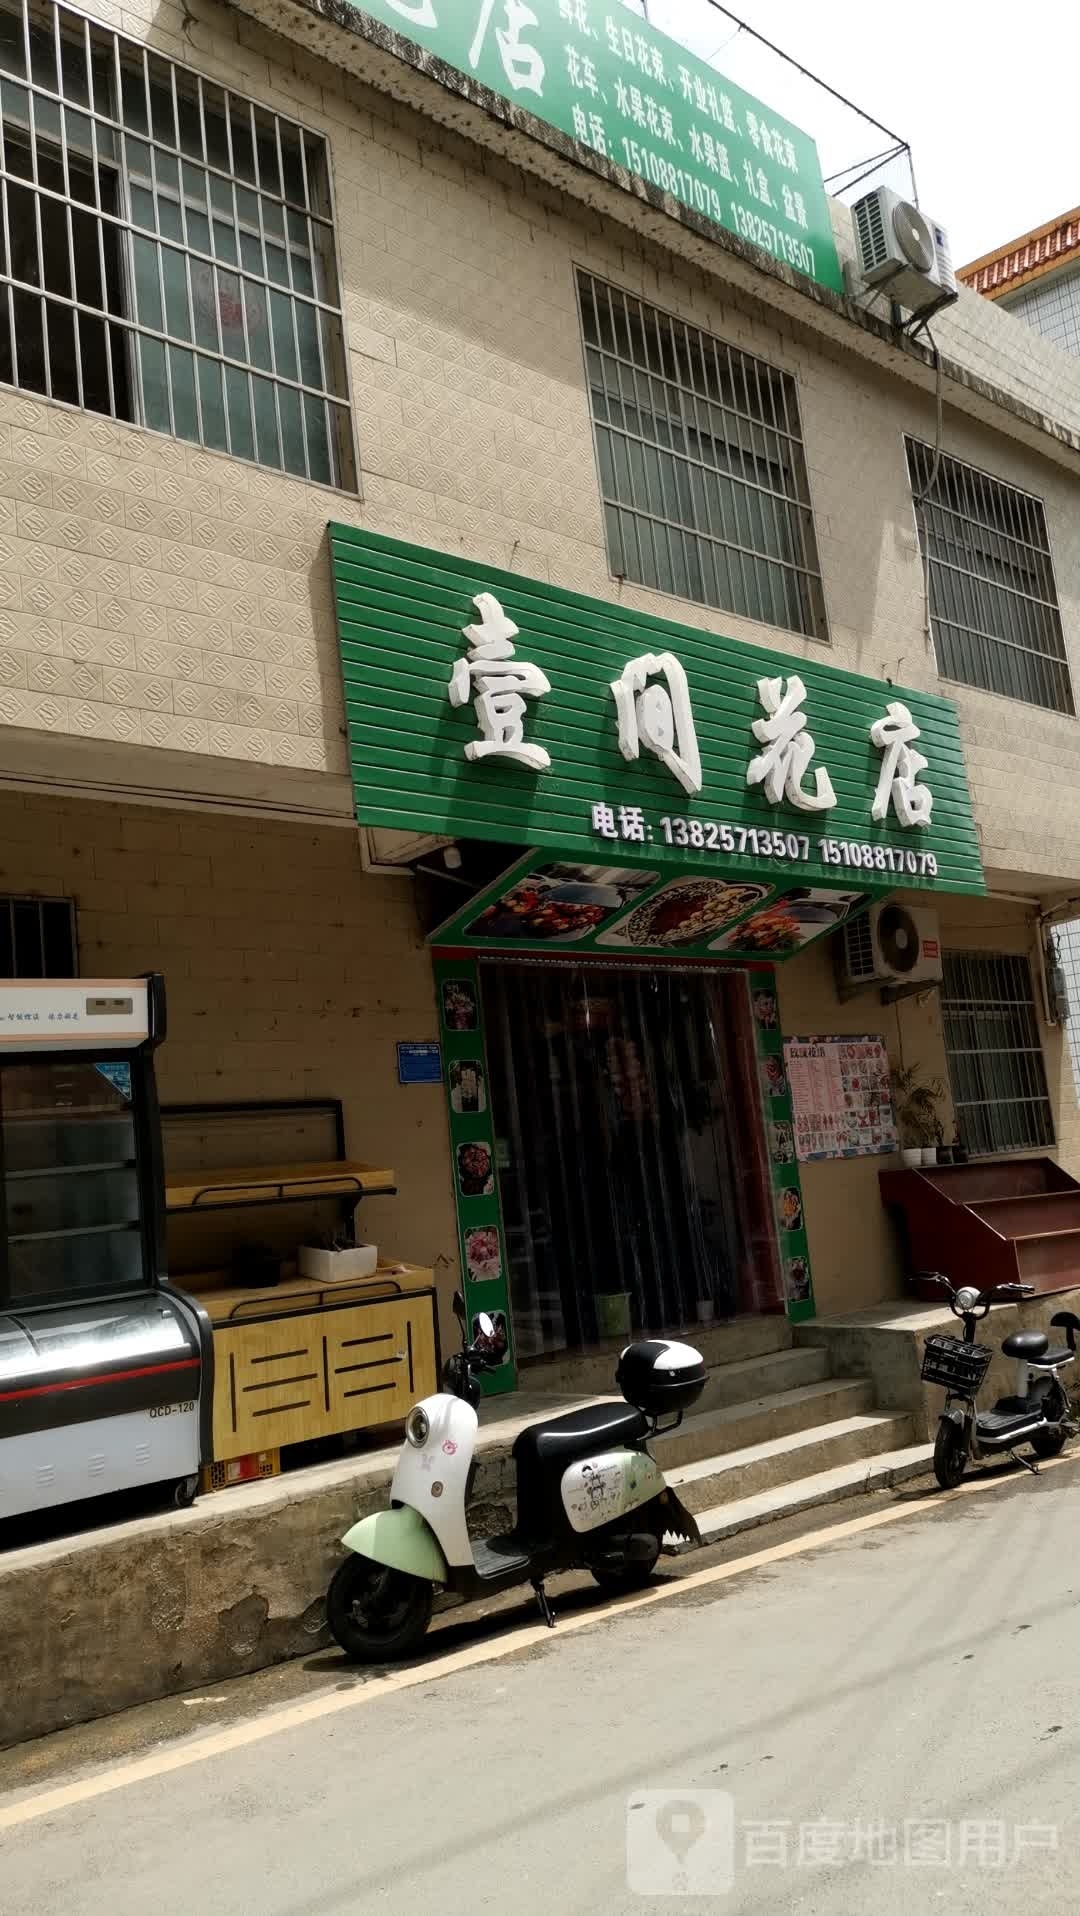 店
鲜花、生日花束、开业礼篮、零食花束
花车、水果花束、水果篮、礼盒、盆景
电话：15108817079 13825713507
壹间花店
电话：13825713507 15108817079
QCD-120
百度地图用户